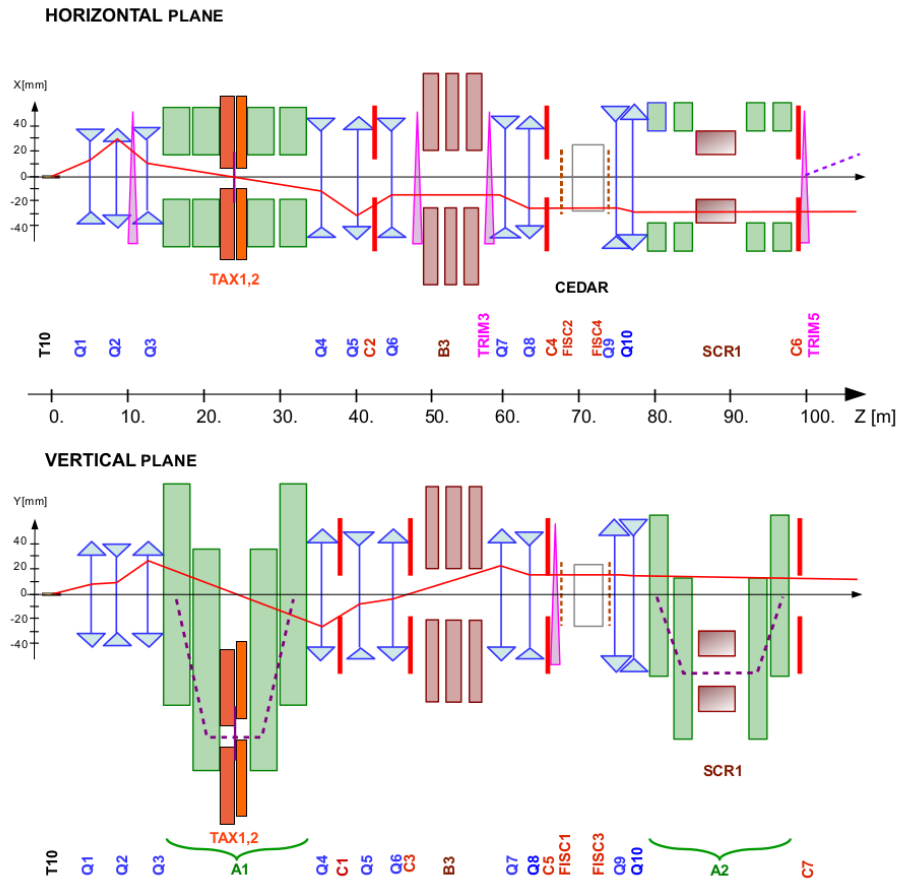 HORIZONTAL PLANE
X[mm]
40
20
0
-20
-40
TAX1,2
CEDAR
T10 Q1 Q2 Q3 Q4 Q5 C2 Q6 B3 TRIM3 Q7 Q8 C4 FISC2 FISC4 Q9 Q10 SCR1 C6 TRIM5
0. 10. 20. 30. 40. 50. 60. 70. 80. 90. 100. Z [m]
VERTICAL PLANE
Y[mm]
40
20
0
-20
-40
SCR1
TAX1,2
T10 Q1 Q2 Q3 A1 Q4 C1 Q5 Q6 C3 B3 Q7 Q8 C5 FISC1 FISC3 Q9 Q10 A2 C7